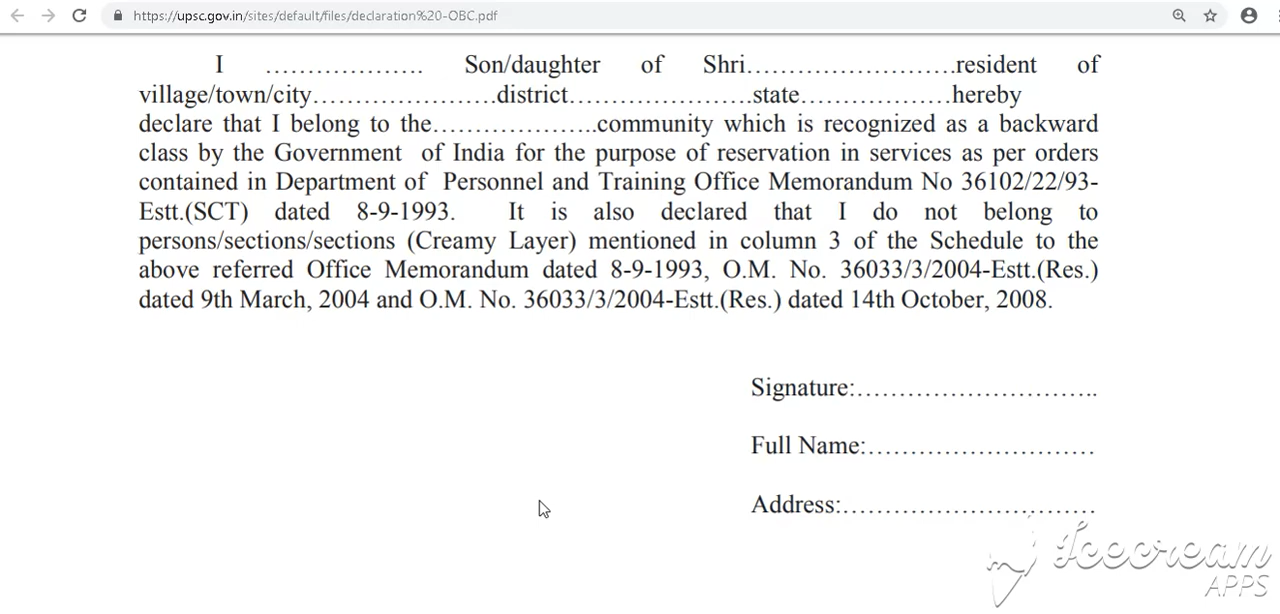 https://upsc.gov.in/sites/default/files/declaration%20-OBC.pdf
I ………………. Son/daughter of Shri…………………….resident of
village/town/city………………….district………………….state………………hereby
declare that I belong to the………………..community which is recognized as a backward
class by the Government of India for the purpose of reservation in services as per orders
contained in Department of Personnel and Training Office Memorandum No 36102/22/93-
Estt.(SCT) dated 8-9-1993. It is also declared that I do not belong to
persons/sections/sections (Creamy Layer) mentioned in column 3 of the Schedule to the
above referred Office Memorandum dated 8-9-1993, O.M. No. 36033/3/2004-Estt.(Res.)
dated 9th March, 2004 and O.M. No. 36033/3/2004-Estt.(Res.) dated 14th October, 2008.
Signature:………………………..
Full Name:………………………
Address:…………………………
Icecream
APPS